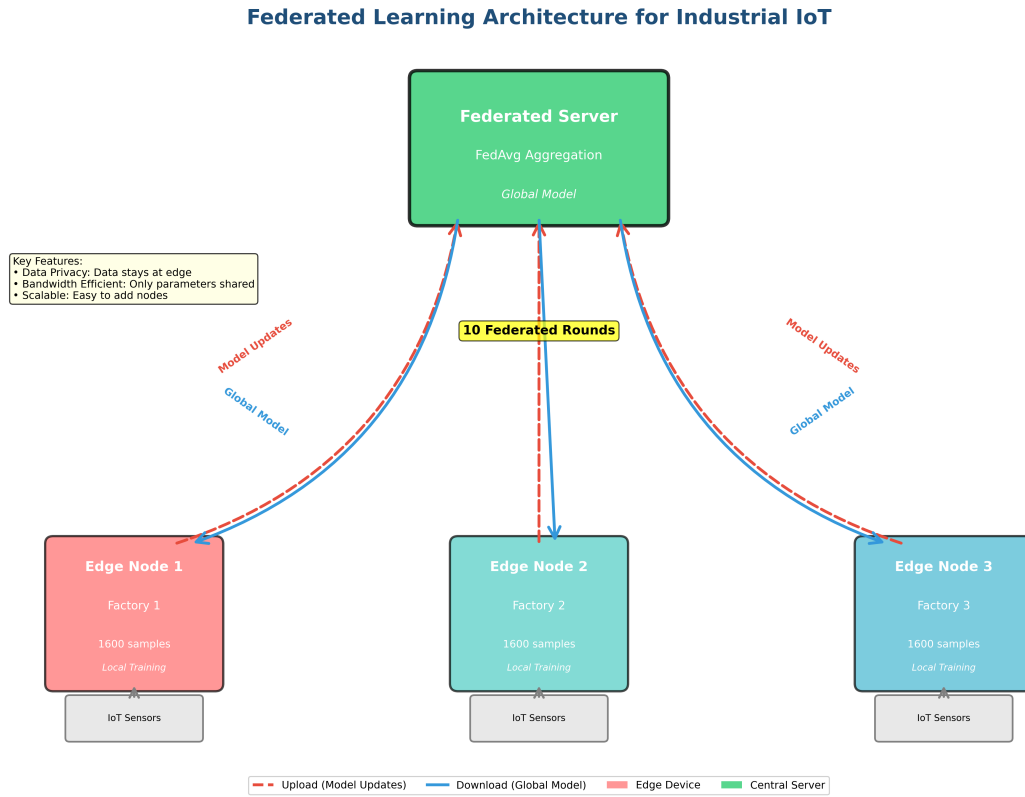 Federated Learning Architecture for Industrial IoT
Federated Server
FedAvg Aggregation
Global Model
Key Features:
• Data Privacy: Data stays at edge
• Bandwidth Efficient: Only parameters shared
• Scalable: Easy to add nodes
10 Federated Rounds
Model Updates
Global Model
Model Updates
Global Model
Edge Node 1
Factory 1
1600 samples
Local Training
IoT Sensors
Edge Node 2
Factory 2
1600 samples
Local Training
IoT Sensors
Edge Node 3
Factory 3
1600 samples
Local Training
IoT Sensors
Upload (Model Updates)
Download (Global Model)
Edge Device
Central Server